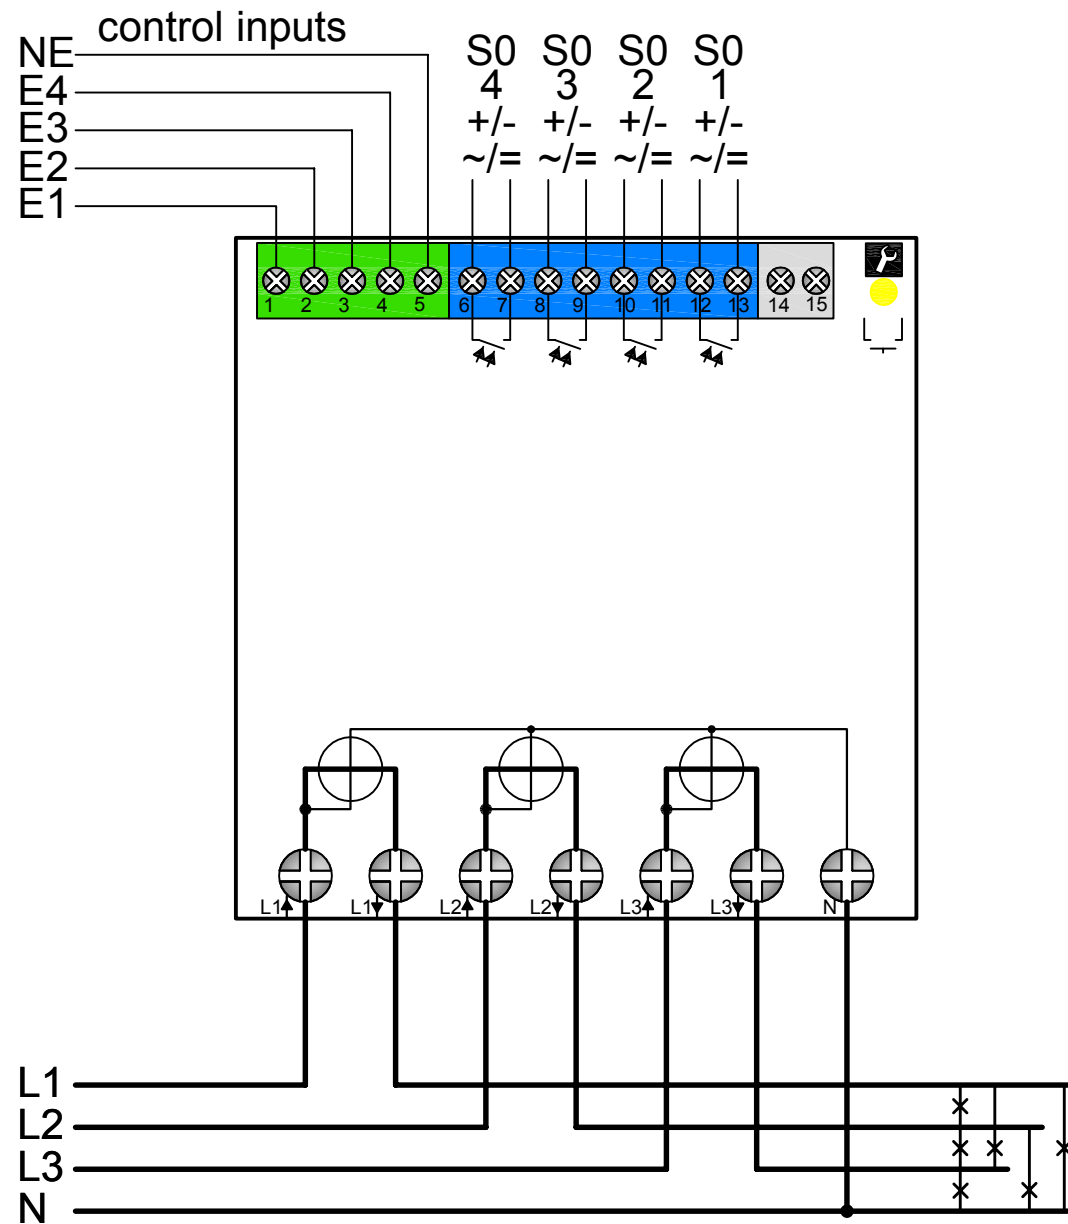 control inputs
NE
E4
E3
E2
E1
S0 S0 S0 S0
4 3 2 1
+/- +/- +/- +/-
~/= ~/= ~/= ~/=
1 2 3 4 5 6 7 8 9 10 11 12 13 14 15
L1 L1 L2 L2 L3 L3 N
L1
L2
L3
N